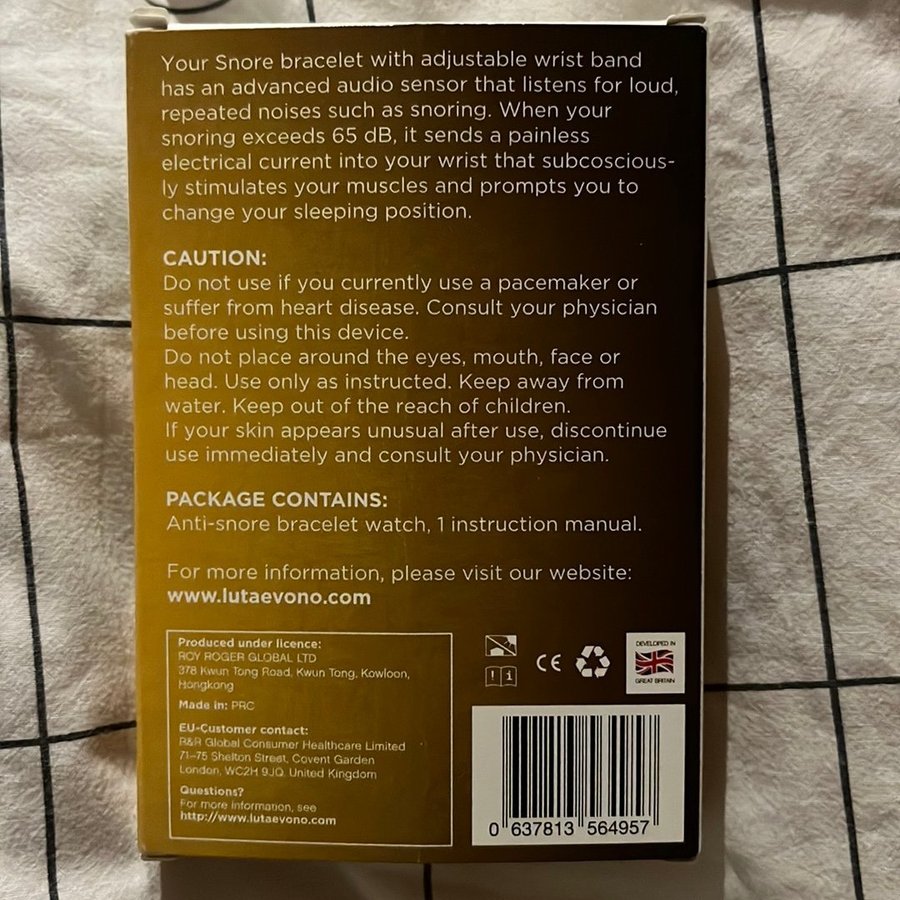 Your Snore bracelet with adjustable wrist band
has an advanced audio sensor that listens for loud,
repeated noises such as snoring. When your
snoring exceeds 65 dB, it sends a painless
electrical current into your wrist that subcoscious-
ly stimulates your muscles and prompts you to
change your sleeping position.
CAUTION:
Do not use if you currently use a pacemaker or
suffer from heart disease. Consult your physician
before using this device.
Do not place around the eyes, mouth, face or
head. Use only as instructed. Keep away from
water. Keep out of the reach of children.
If your skin appears unusual after use, discontinue
use immediately and consult your physician.
PACKAGE CONTAINS:
Anti-snore bracelet watch, 1 instruction manual.
For more information, please visit our website:
www.lutaevono.com
Produced under licence:
ROY ROGER GLOBAL LTD
378 Kwun Tong Road, Kwun Tong, Kowloon,
Hongkong
Made in: PRC
EU-Customer contact:
R&R Global Consumer Healthcare Limited
71-75 Shelton Street, Covent Garden
London, WC2H 9JQ, United Kingdom
Questions?
For more information, see
http://www.lutaevono.com
! i
CE
DEVELOPED IN
GREAT BRITAIN
0 637813 564957